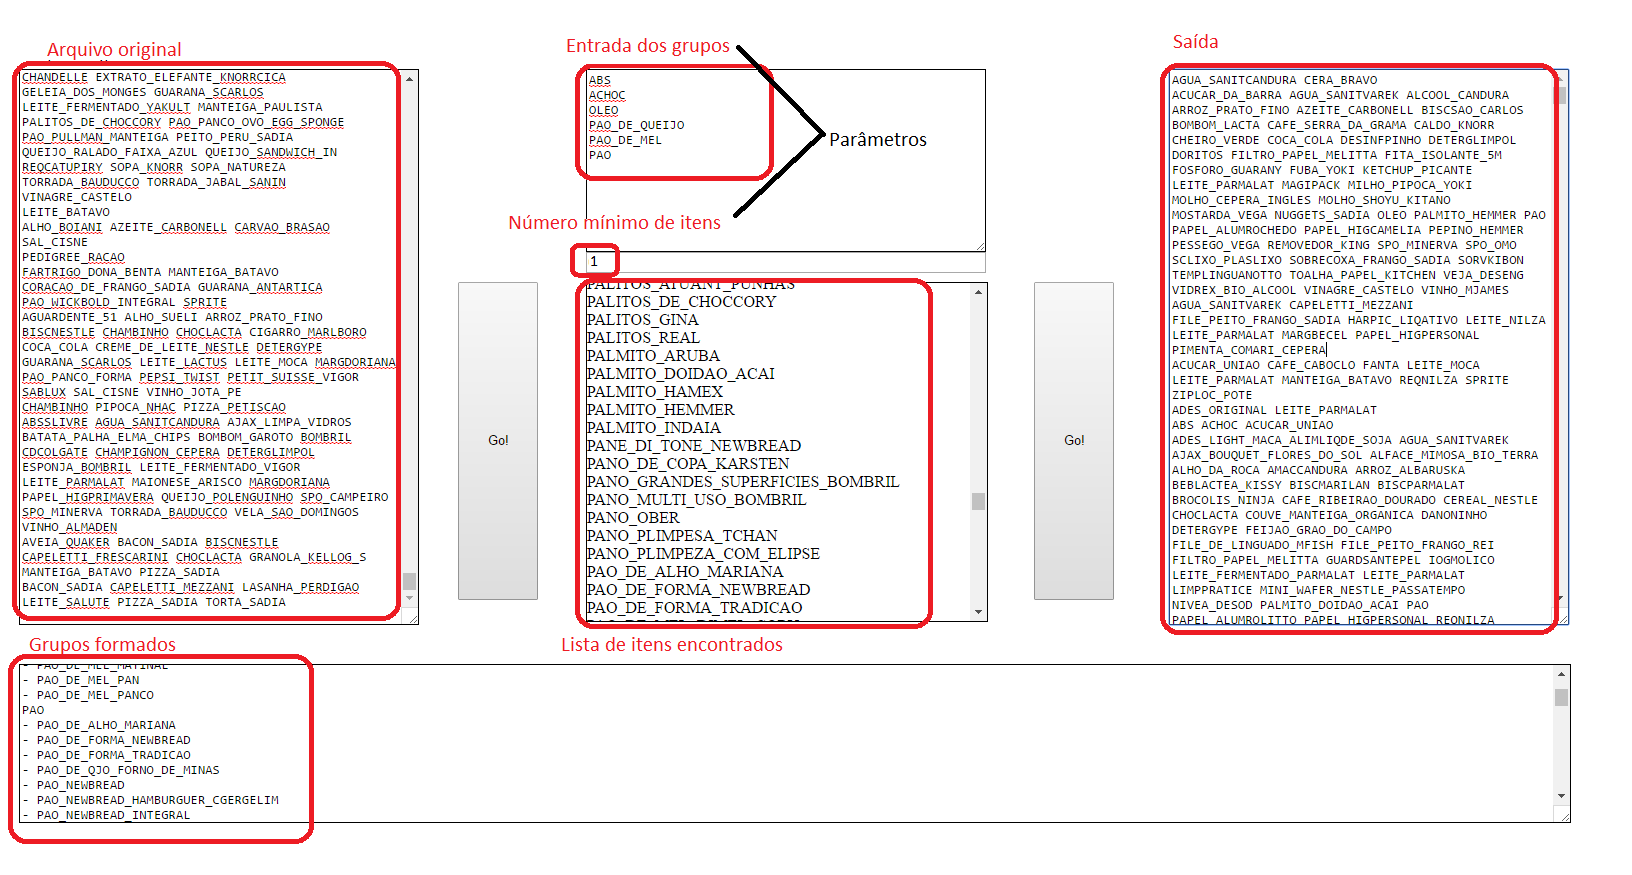 Arquivo original
CHANDELLE EXTRATO_ELEFANTE_KNORRCICA
GELEIA_DOS_MONGES GUARANA_SCARLOS
LEITE_FERMENTADO_YAKULT MANTEIGA_PAULISTA
PALITOS_DE_CHOCCORY PAO_PANCO_OVO_EGG_SPONGE
PAO_PULLMAN_MANTEIGA PEITO_PERU_SADIA
QUEIJO_RALADO_FAIXA_AZUL QUEIJO_SANDWICH_IN
REQCATUPIRY SOPA_KNORR SOPA_NATUREZA
TORRADA_BAUDUCCO TORRADA_JABAL_SANIN
VINAGRE_CASTELO
LEITE_BATAVO
ALHO_BOIANI AZEITE_CARBONELL CARVAO_BRASAO
SAL_CISNE
PEDIGREE_RACAO
FARTRIGO_DONA_BENTA MANTEIGA_BATAVO
CORACAO_DE_FRANGO_SADIA GUARANA_ANTARTICA
PAO_WICKBOLD_INTEGRAL SPRITE
AGUARDENTE_51 ALHO_SUELI ARROZ_PRATO_FINO
BISCNESTLE CHAMBINHO CHOCLACTA CIGARRO_MARLBORO
COCA_COLA CREME_DE_LEITE_NESTLE DETERGYPE
GUARANA_SCARLOS LEITE_LACTUS LEITE_MOCA MARGDORIANA
PAO_PANCO_FORMA PEPSI_TWIST PETIT_SUISSE_VIGOR
SABLUX SAL_CISNE VINHO_JOTA_PE
CHAMBINHO PIPOCA_NHAC PIZZA_PETISCAO
ABSSLIVRE AGUA_SANITCANDURA AJAX_LIMPA_VIDROS
BATATA_PALHA_ELMA_CHIPS BOMBOM_GAROTO BOMBRIL
CDCOLGATE CHAMPIGNON_CEPERA DETERGLIMPOL
ESPONJA_BOMBRIL LEITE_FERMENTADO_VIGOR
LEITE_PARMALAT MAIONESE_ARISCO MARGDORIANA
PAPEL_HIGPRIMAVERA QUEIJO_POLENGUINHO SPO_CAMPEIRO
SPO_MINERVA TORRADA_BAUDUCCO VELA_SAO_DOMINGOS
VINHO_ALMADEN
AVEIA_QUAKER BACON_SADIA BISCNESTLE
CAPELETTI_FRESCARINI CHOCLACTA GRANOLA_KELLOG_S
MANTEIGA_BATAVO PIZZA_SADIA
BACON_SADIA CAPELETTI_MEZZANI LASANHA_PERDIGAO
LEITE_SALUTE PIZZA_SADIA TORTA_SADIA
Go!
Entrada dos grupos
ABS
ACHOC
OLEO
PAO_DE_QUEIJO
PAO_DE_MEL
PAO
Parâmetros
Número mínimo de itens
1
PALITOS_ATUANT_PUNHAS
PALITOS_DE_CHOCCORY
PALITOS_GINA
PALITOS_REAL
PALMITO_ARUBA
PALMITO_DOIDAO_ACAI
PALMITO_HAMEX
PALMITO_HEMMER
PALMITO_INDAIA
PANE_DI_TONE_NEWBREAD
PANO_DE_COPA_KARSTEN
PANO_GRANDES_SUPERFICIES_BOMBRIL
PANO_MULTI_USO_BOMBRIL
PANO_OBER
PANO_PLIMPESA_TCHAN
PANO_PLIMPEZA_COM_ELIPSE
PAO_DE_ALHO_MARIANA
PAO_DE_FORMA_NEWBREAD
PAO_DE_FORMA_TRADICAO
Lista de itens encontrados
Go!
Saída
AGUA_SANITCANDURA CERA_BRAVO
ACUCAR_DA_BARRA AGUA_SANITVAREK ALCOOL_CANDURA
ARROZ_PRATO_FINO AZEITE_CARBONELL BISCSAO_CARLOS
BOMBOM_LACTA CAFE_SERRA_DA_GRAMA CALDO_KNORR
CHEIRO_VERDE COCA_COLA DESINFPINHO DETERGLIMPOL
DORITOS FILTRO_PAPEL_MELITTA FITA_ISOLANTE_5M
FOSFORO_GUARANY FUBA_YOKI KETCHUP_PICANTE
LEITE_PARMALAT MAGIPACK MILHO_PIPOCA_YOKI
MOLHO_CEPERA_INGLES MOLHO_SHOYU_KITANO
MOSTARDA_VEGA NUGGETS_SADIA OLEO PALMITO_HEMMER PAO
PAPEL_ALUMROCHEDO PAPEL_HIGCAMELIA PEPINO_HEMMER
PESSEGO_VEGA REMOVEDOR_KING SPO_MINERVA SPO_OMO
SCLIXO_PLASLIXO SOBRECOXA_FRANGO_SADIA SORVKIBON
TEMPLINGUANOTTO TOALHA_PAPEL_KITCHEN VEJA_DESENG
VIDREX_BIO_ALCOOL VINAGRE_CASTELO VINHO_MJAMES
AGUA_SANITVAREK CAPELETTI_MEZZANI
FILE_PEITO_FRANGO_SADIA HARPIC_LIQATIVO LEITE_NILZA
LEITE_PARMALAT MARGBECEL PAPEL_HIGPERSONAL
PIMENTA_COMARI_CEPERA
ACUCAR_UNIAO CAFE_CABOCLO FANTA LEITE_MOCA
LEITE_PARMALAT MANTEIGA_BATAVO REQNILZA SPRITE
ZIPLOC_POTE
ADES_ORIGINAL LEITE_PARMALAT
ABS ACHOC ACUCAR_UNIAO
ADES_LIGHT_MACA_ALIMLIQDE_SOJA AGUA_SANITVAREK
AJAX_BOUQUET_FLORES_DO_SOL ALFACE_MIMOSA_BIO_TERRA
ALHO_DA_ROCA AMACCANDURA ARROZ_ALBARUSKA
BEBLACTEA_KISSY BISCMARILAN BISCPARMALAT
BROCOLIS_NINJA CAFE_RIBEIRAO_DOURADO CEREAL_NESTLE
CHOCLACTA COUVE_MANTEIGA_ORGANICA DANONINHO
DETERGYPE FEIJAO_GRAO_DO_CAMPO
FILE_DE_LINGUADO_MFISH FILE_PEITO_FRANGO_REI
FILTRO_PAPEL_MELITTA GUARDSANTEPEL IOGMOLICO
LEITE_FERMENTADO_PARMALAT LEITE_PARMALAT
LIMPPRATICE MINI_WAFER_NESTLE_PASSATEMPO
NIVEA_DESOD PALMITO_DOIDAO_ACAI PAO
PAPEL_ALUMROLITTO PAPEL_HIGPERSONAL REQNILZA
Grupos formados
- PAO_DE_MEL_MATINAL
- PAO_DE_MEL_PAN
- PAO_DE_MEL_PANCO
PAO
- PAO_DE_ALHO_MARIANA
- PAO_DE_FORMA_NEWBREAD
- PAO_DE_FORMA_TRADICAO
- PAO_DE_QJO_FORNO_DE_MINAS
- PAO_NEWBREAD
- PAO_NEWBREAD_HAMBURGUER_CGERGELIM
- PAO_NEWBREAD_INTEGRAL